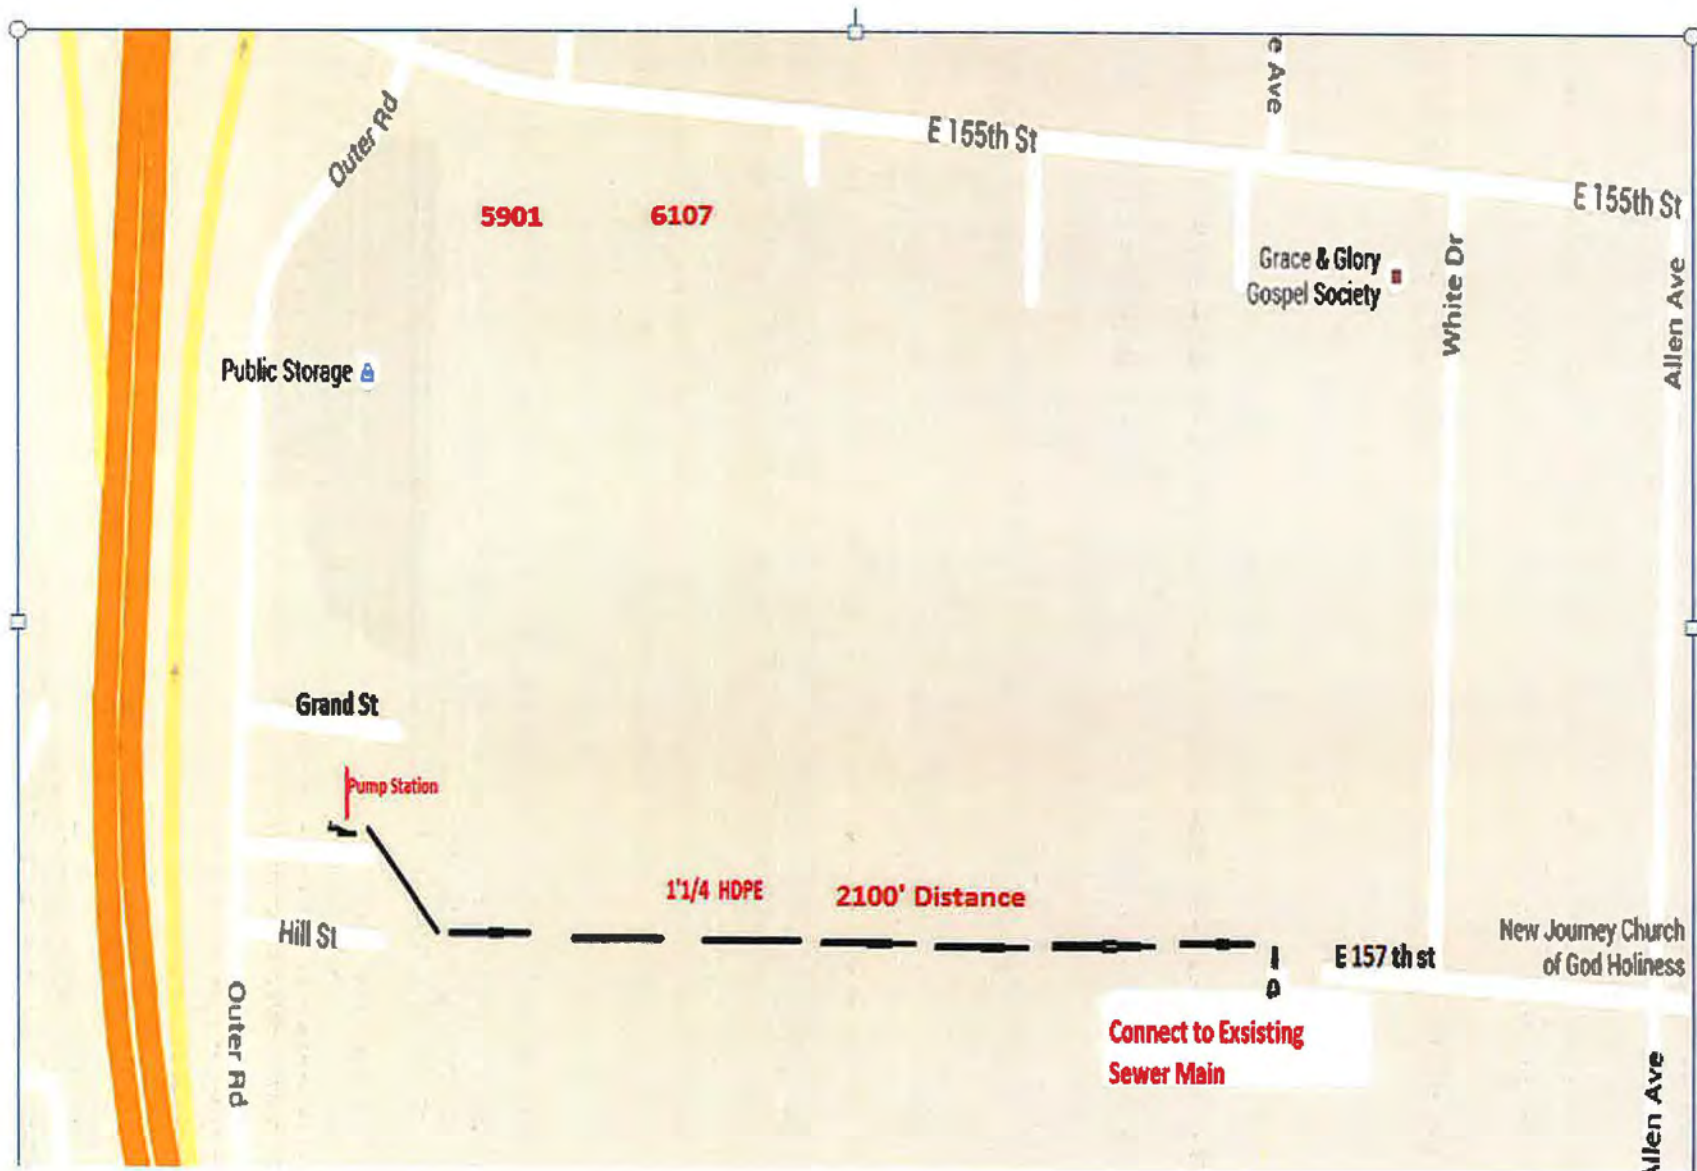 e Ave
Outer Rd
E 155th St
E 155th St
5901
6107
Grace & Glory
Gospel Society
White Dr
Allen Ave
Public Storage
Grand St
Pump Station
1'1/4 HDPE
2100' Distance
Hill St
E 157 th st
New Journey Church
of God Holiness
Outer Rd
Connect to Exsisting
Sewer Main
Allen Ave